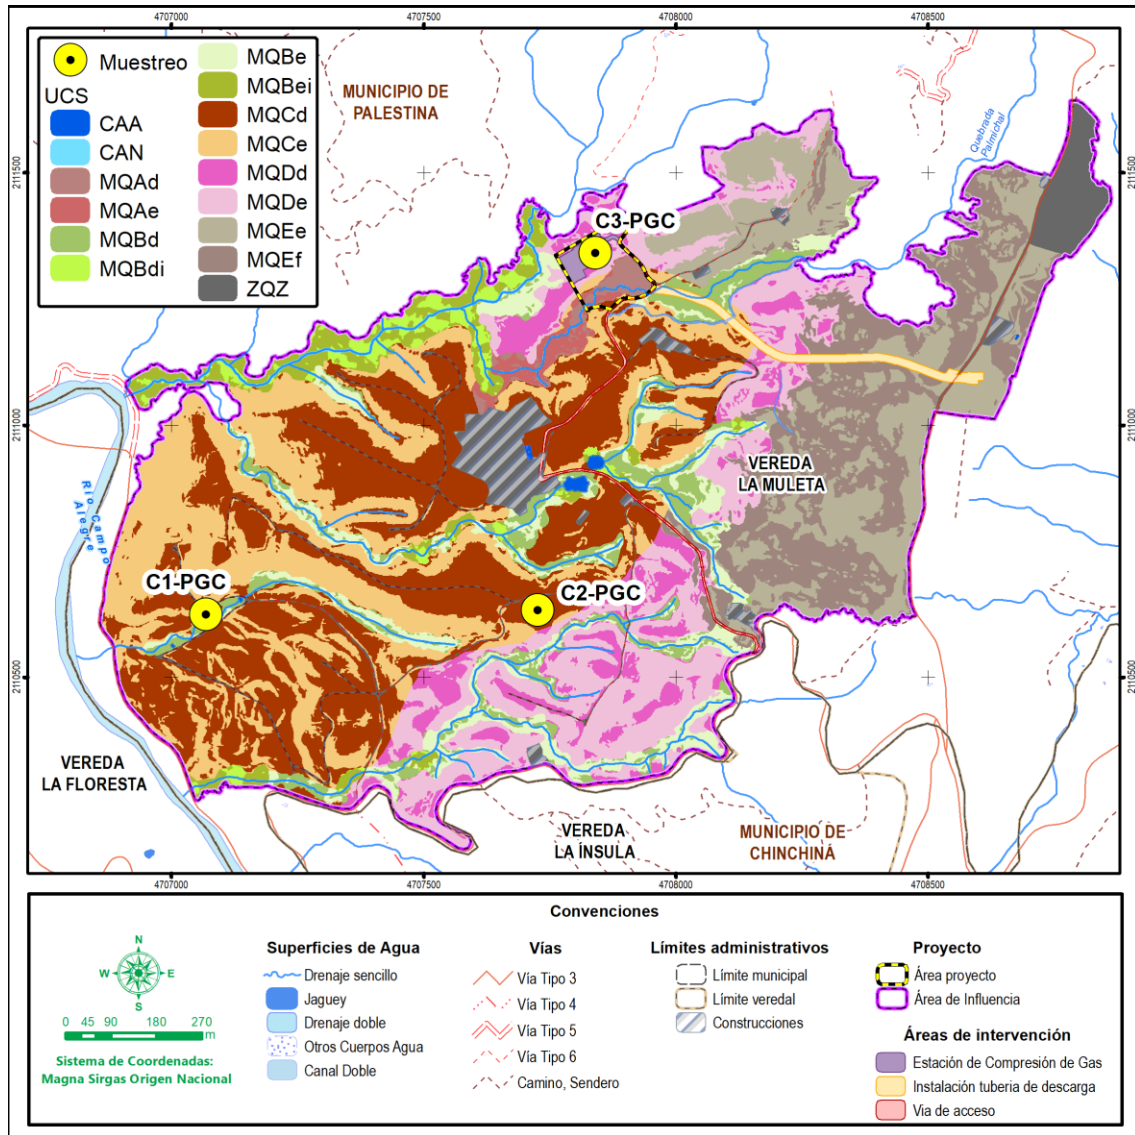 4707000
4707500
4708000
4708500
2111500
2111000
2110500
2111500
2111000
2110500
Muestreo
UCS
CAA
CAN
MQAd
MQAe
MQBd
MQBdi
MQBe
MQBei
MQCd
MQCe
MQDd
MQDe
MQEe
MQEf
ZQZ
MUNICIPIO DE
PALESTINA
Quebrada
Palmichal
C3-PGC
VEREDA
LA MULETA
Río Campo
Alegre
C1-PGC
C2-PGC
VEREDA
LA FLORESTA
VEREDA
LA ÍNSULA
MUNICIPIO DE
CHINCHINÁ
4707000
4707500
4708000
4708500
Convenciones
N
W
E
S
0 45 90 180 270
m
Sistema de Coordenadas:
Magna Sirgas Origen Nacional
Superficies de Agua
Drenaje sencillo
Jaguey
Drenaje doble
Otros Cuerpos Agua
Canal Doble
Vías
Vía Tipo 3
Vía Tipo 4
Vía Tipo 5
Vía Tipo 6
Camino, Sendero
Límites administrativos
Límite municipal
Límite veredal
Construcciones
Proyecto
Área proyecto
Área de Influencia
Áreas de intervención
Estación de Compresión de Gas
Instalación tuberia de descarga
Via de acceso